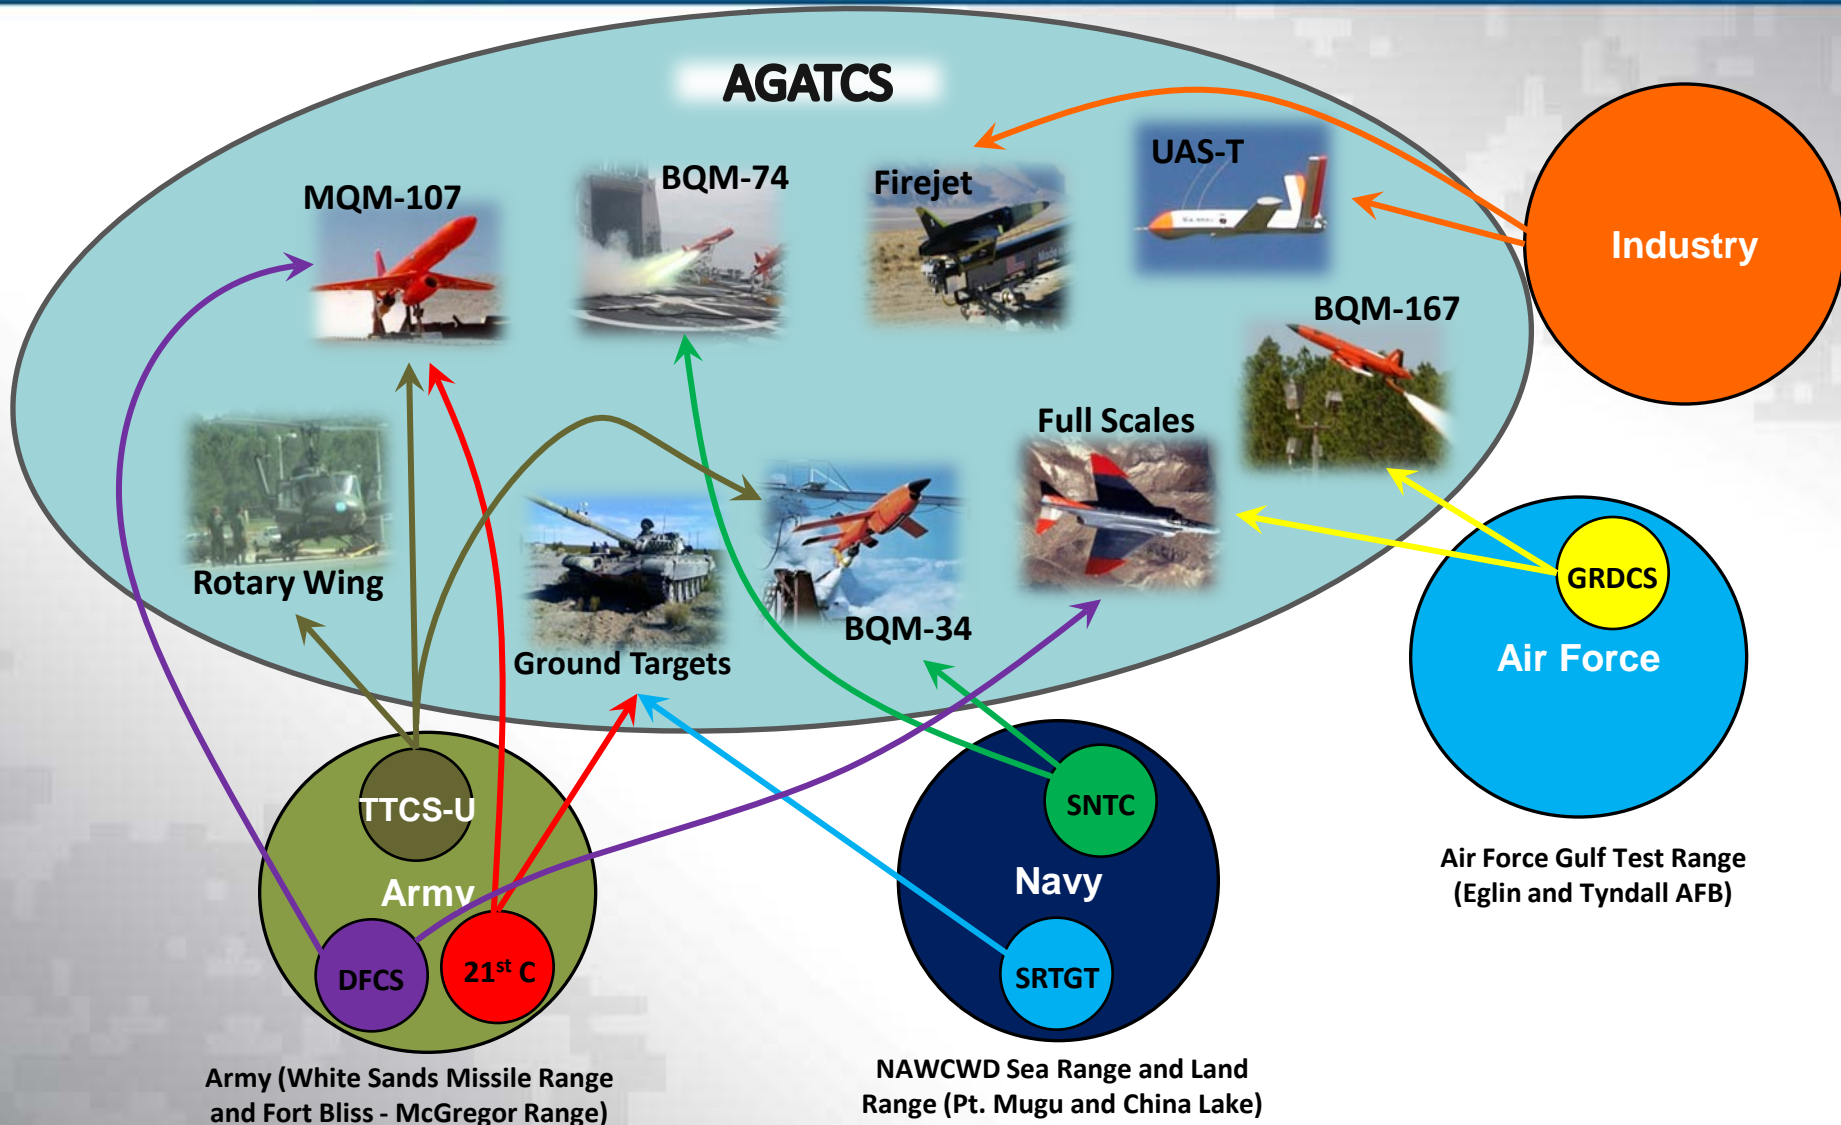 AGATCS
UAS-T
BQM-74
Firejet
MQM-107
Industry
BQM-167
Full Scales
Rotary Wing
GRDCS
BQM-34
Ground Targets
Air Force
TTCS-U
SNTC
Army
Navy
DFCS
21st C
SRTGT
Air Force Gulf Test Range
(Eglin and Tyndall AFB)
NAWCWD Sea Range and Land
Range (Pt. Mugu and China Lake)
Army (White Sands Missile Range
and Fort Bliss - McGregor Range)